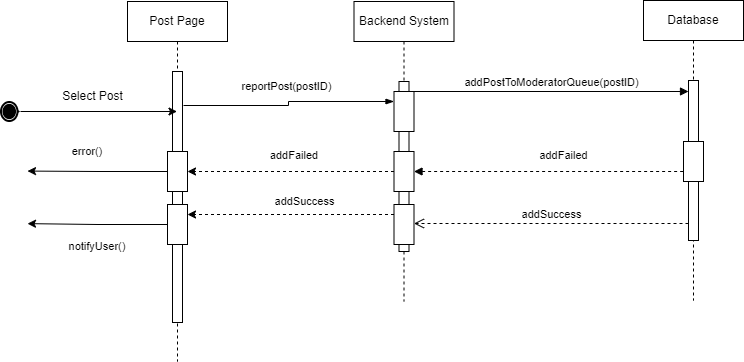 Post Page
Backend System
Database
Select Post
reportPost(postID)
addPostToModeratorQueue(postID)
error()
addFailed
addFailed
addSuccess
addSuccess
notifyUser()